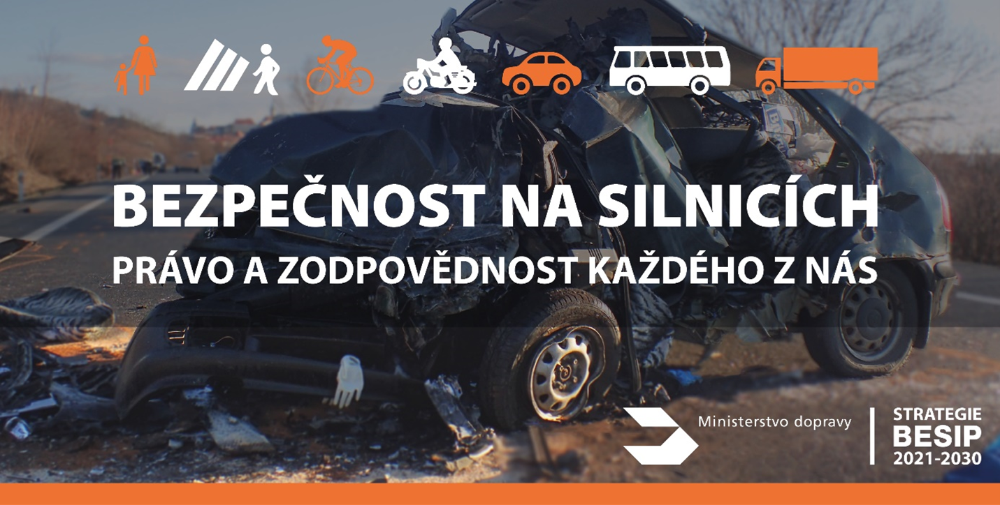 BEZPEČNOST NA SILNICÍCH
PRÁVO A ZODPOVĚDNOST KAŽDÉHO Z NÁS
Ministerstvo dopravy
STRATEGIE
BESIP
2021-2030